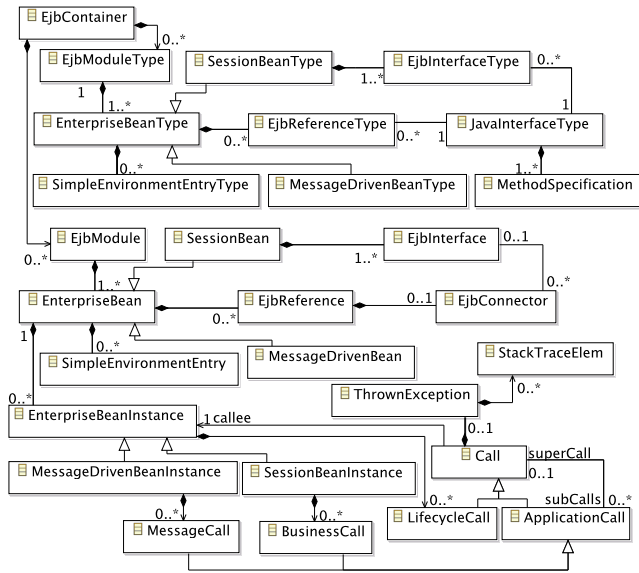 EjbContainer
0..*
EjbModuleType
SessionBeanType
EjbInterfaceType
0..*
1..*
1
1..*
1
EnterpriseBeanType
EjbReferenceType
JavaInterfaceType
0..*
0..*
1
0..*
1..*
SimpleEnvironmentEntryType
MessageDrivenBeanType
MethodSpecification
EjbModule
SessionBean
EjbInterface
0..1
0..*
1..*
1..*
0..*
EnterpriseBean
EjbReference
EjbConnector
0..*
0..1
1
0..*
SimpleEnvironmentEntry
MessageDrivenBean
StackTraceElem
0..*
ThrownException
0..*
EnterpriseBeanInstance
1 callee
0..1
Call
superCall
0..1
MessageDrivenBeanInstance
SessionBeanInstance
0..*
subCalls
0..*
0..*
0..*
LifecycleCall
ApplicationCall
MessageCall
BusinessCall